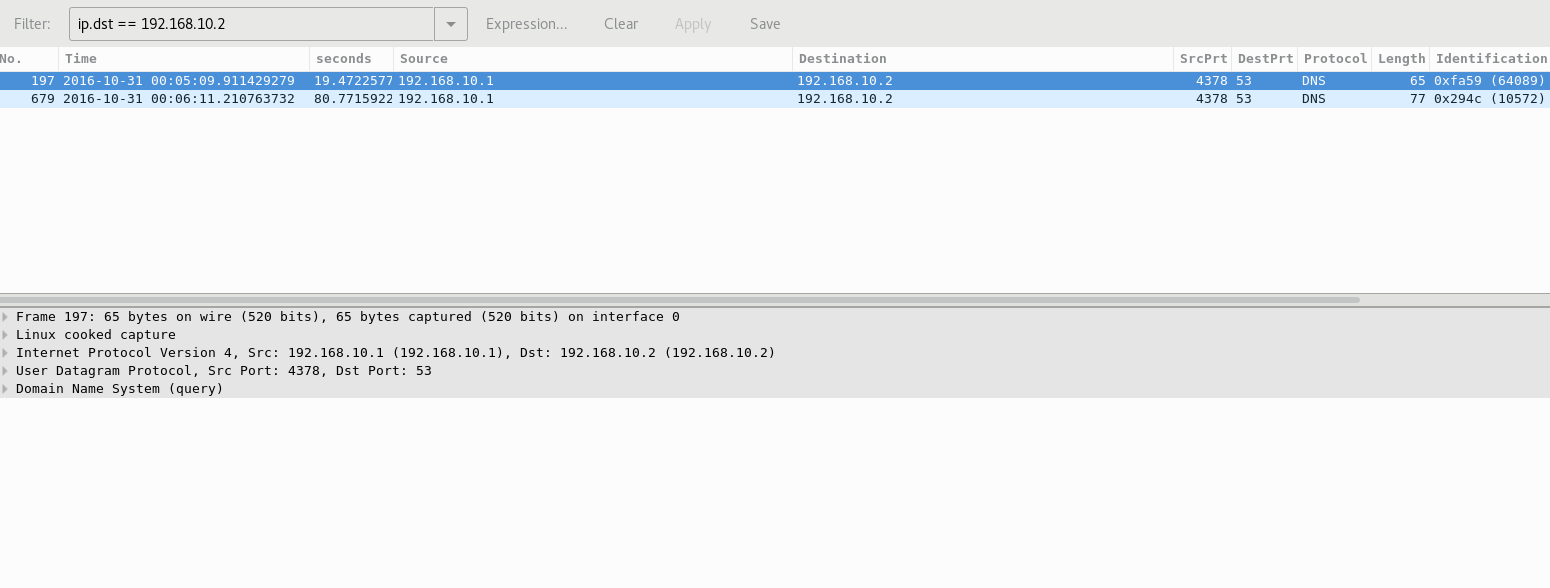 Filter: ip.dst == 192.168.10.2 Expression... Clear Apply Save
No. Time seconds Source Destination SrcPrt DestPrt Protocol Length Identification
197 2016-10-31 00:05:09.911429279 19.4722577 192.168.10.1 192.168.10.2 4378 53 DNS 65 0xfa59 (64089)
679 2016-10-31 00:06:11.210763732 80.7715922 192.168.10.1 192.168.10.2 4378 53 DNS 77 0x294c (10572)
Frame 197: 65 bytes on wire (520 bits), 65 bytes captured (520 bits) on interface 0
Linux cooked capture
Internet Protocol Version 4, Src: 192.168.10.1 (192.168.10.1), Dst: 192.168.10.2 (192.168.10.2)
User Datagram Protocol, Src Port: 4378, Dst Port: 53
Domain Name System (query)